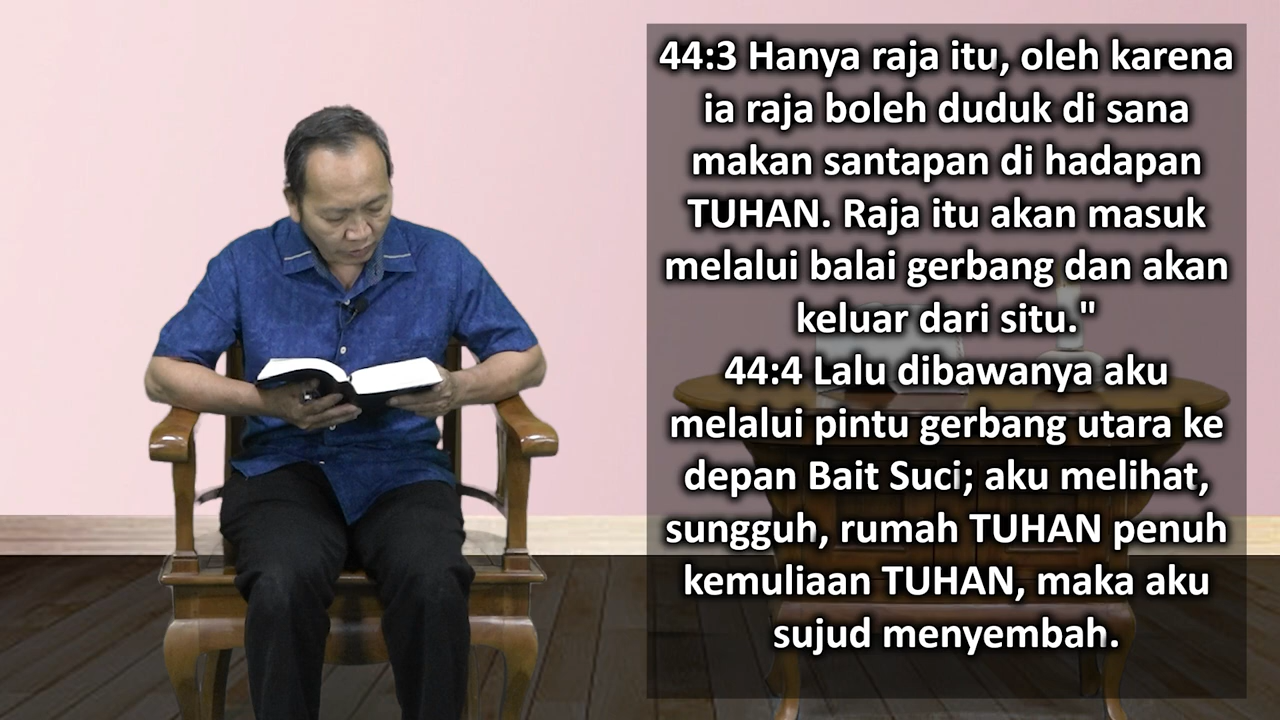 44:3 Hanya raja itu, oleh karena
ia raja boleh duduk di sana
makan santapan di hadapan
TUHAN. Raja itu akan masuk
melalui balai gerbang dan akan
keluar dari situ."
44:4 Lalu dibawanya aku
melalui pintu gerbang utara ke
depan Bait Suci; aku melihat,
sungguh, rumah TUHAN penuh
kemuliaan TUHAN, maka aku
sujud menyembah.